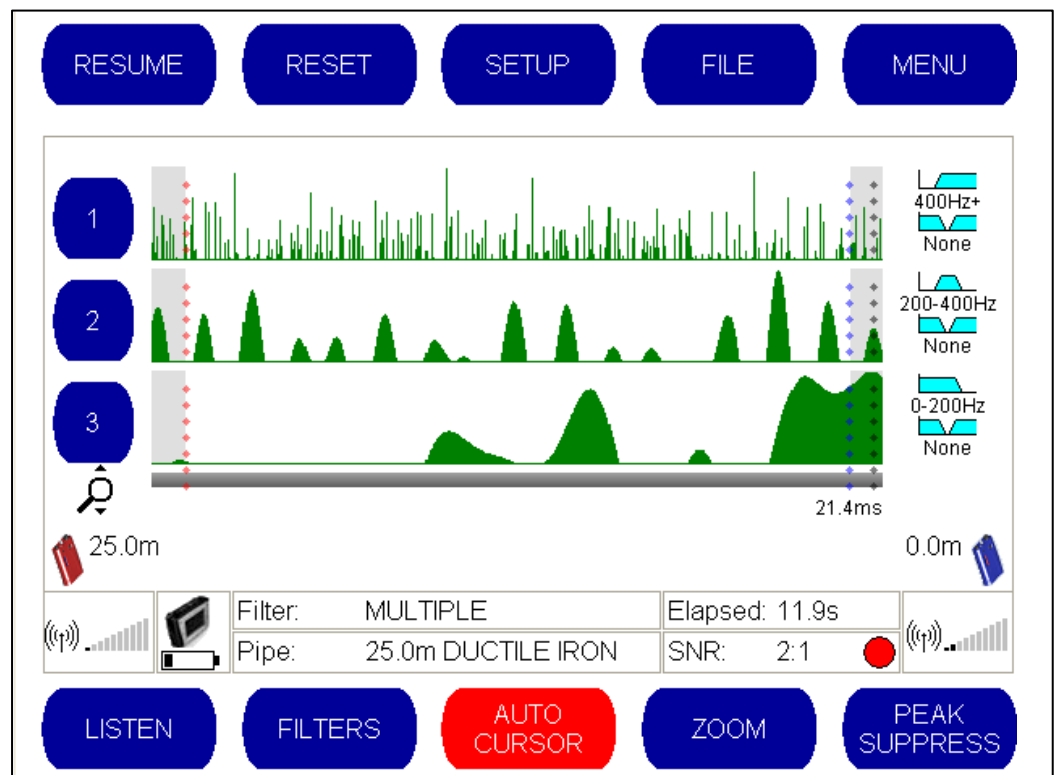 RESUME
RESET
SETUP
FILE
MENU
1
400Hz+
None
2
200-400Hz
None
3
0-200Hz
None
21.4ms
25.0m
0.0m
Filter: MULTIPLE
Elapsed: 11.9s
Pipe: 25.0m DUCTILE IRON
SNR: 2:1
LISTEN
FILTERS
AUTO
CURSOR
ZOOM
PEAK
SUPPRESS